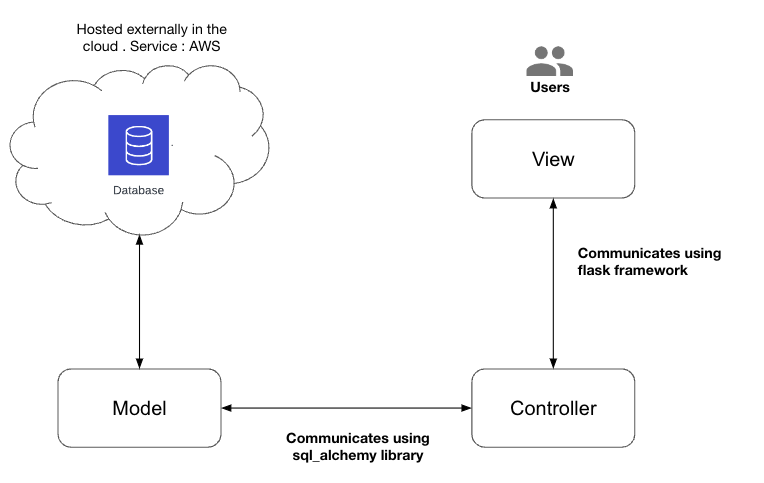 Hosted externally in the
cloud . Service : AWS
Database
Users
View
Communicates using
flask framework
Model
Controller
Communicates using
sql_alchemy library